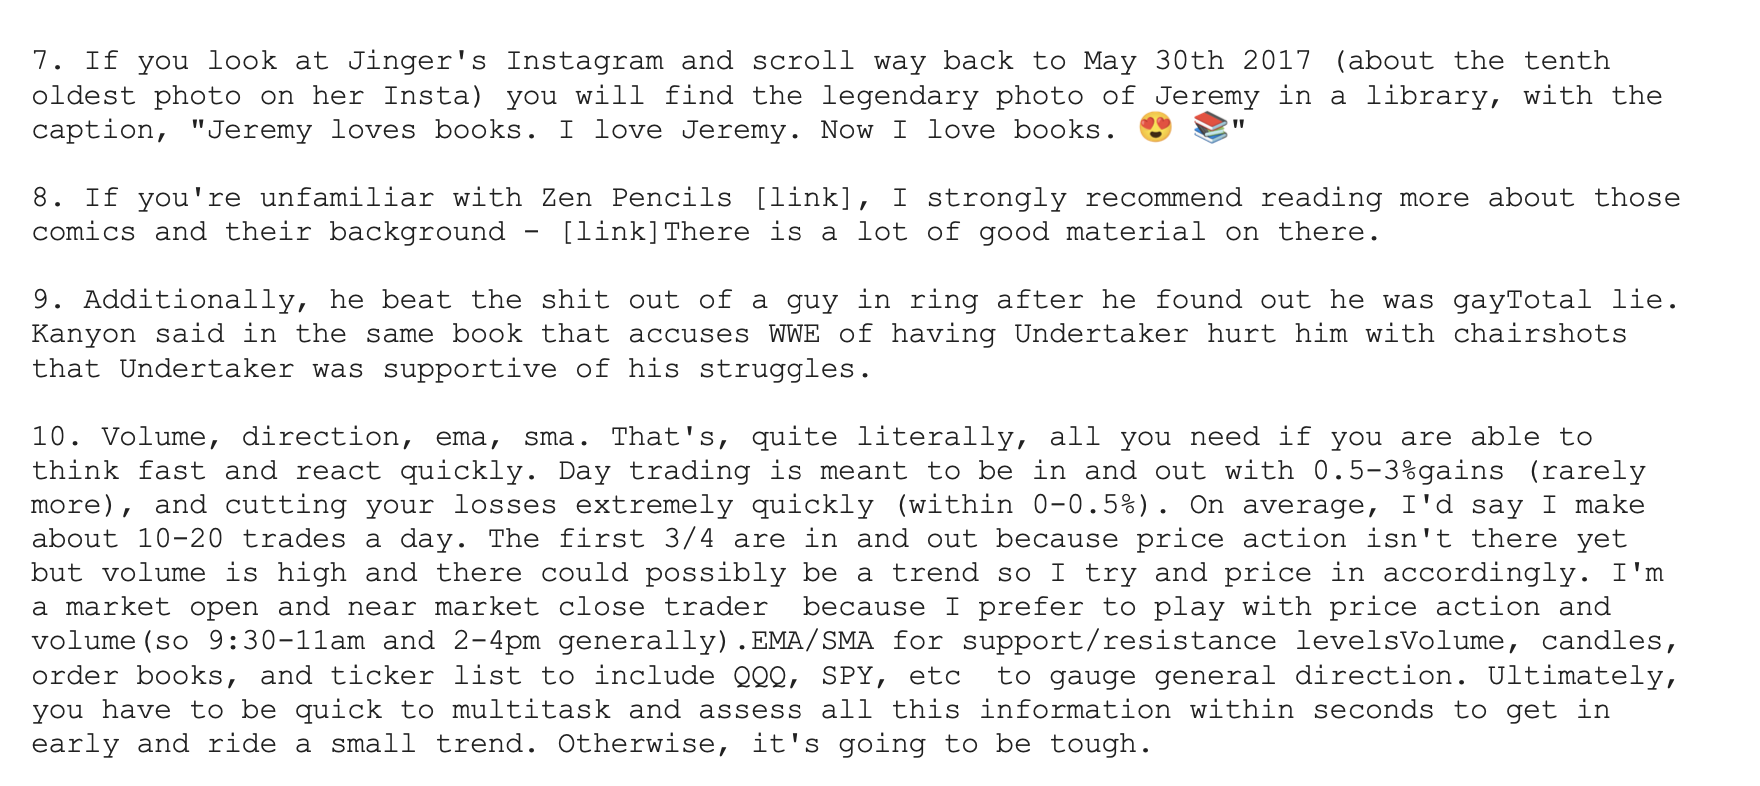 7. If you look at Jinger's Instagram and scroll way back to May 30th 2017 (about the tenth
oldest photo on her Insta) you will find the legendary photo of Jeremy in a library, with the
caption, "Jeremy loves books. I love Jeremy. Now I love books. 😍 📚"
8. If you're unfamiliar with Zen Pencils [link], I strongly recommend reading more about those
comics and their background - [link]There is a lot of good material on there.
9. Additionally, he beat the shit out of a guy in ring after he found out he was gayTotal lie.
Kanyon said in the same book that accuses WWE of having Undertaker hurt him with chairshots
that Undertaker was supportive of his struggles.
10. Volume, direction, ema, sma. That's, quite literally, all you need if you are able to
think fast and react quickly. Day trading is meant to be in and out with 0.5-3%gains (rarely
more), and cutting your losses extremely quickly (within 0-0.5%). On average, I'd say I make
about 10-20 trades a day. The first 3/4 are in and out because price action isn't there yet
but volume is high and there could possibly be a trend so I try and price in accordingly. I'm
a market open and near market close trader  because I prefer to play with price action and
volume(so 9:30-11am and 2-4pm generally).EMA/SMA for support/resistance levelsVolume, candles,
order books, and ticker list to include QQQ, SPY, etc  to gauge general direction. Ultimately,
you have to be quick to multitask and assess all this information within seconds to get in
early and ride a small trend. Otherwise, it's going to be tough.